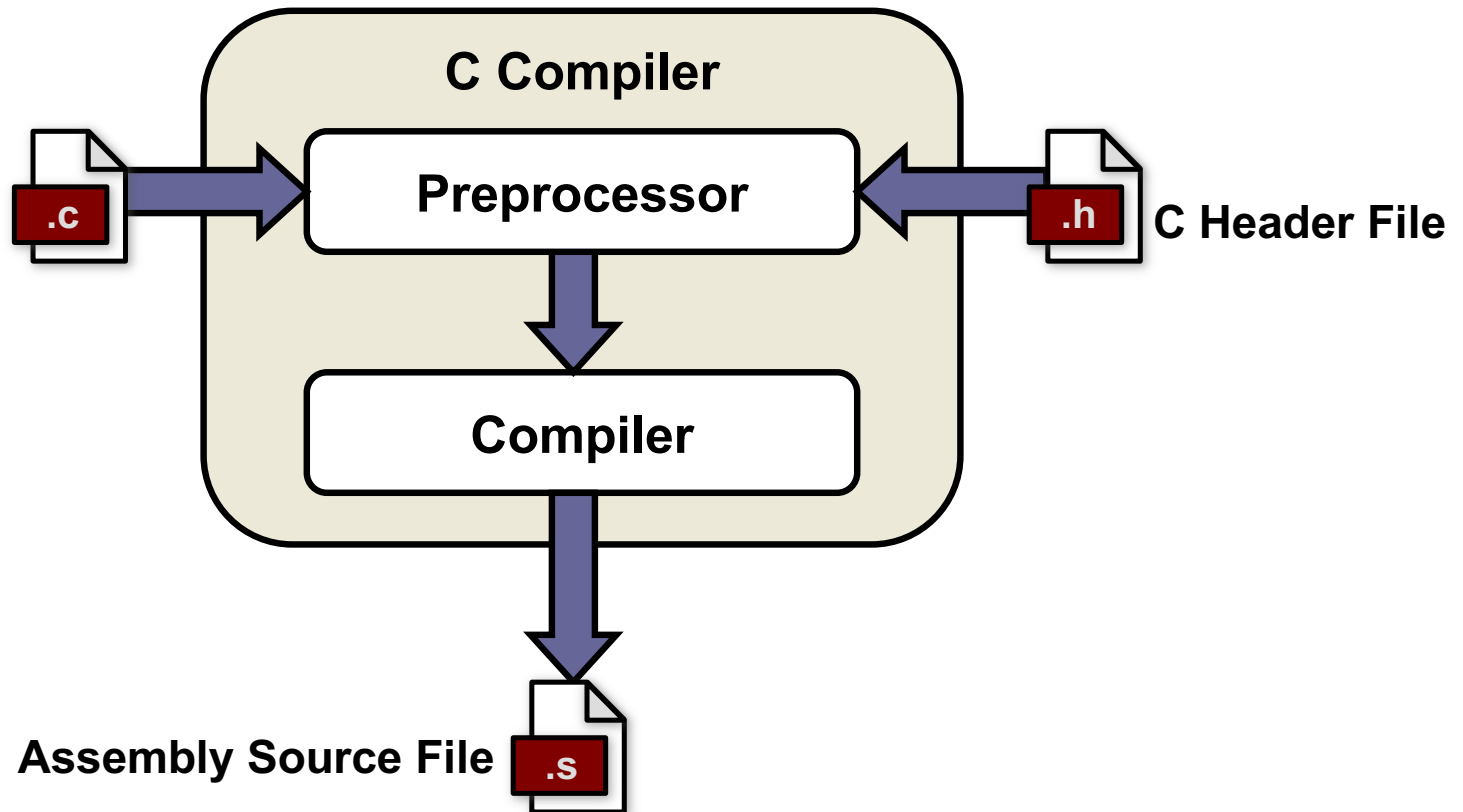 C Compiler
Preprocessor
.c
.h
C Header File
Compiler
Assembly Source File
.s